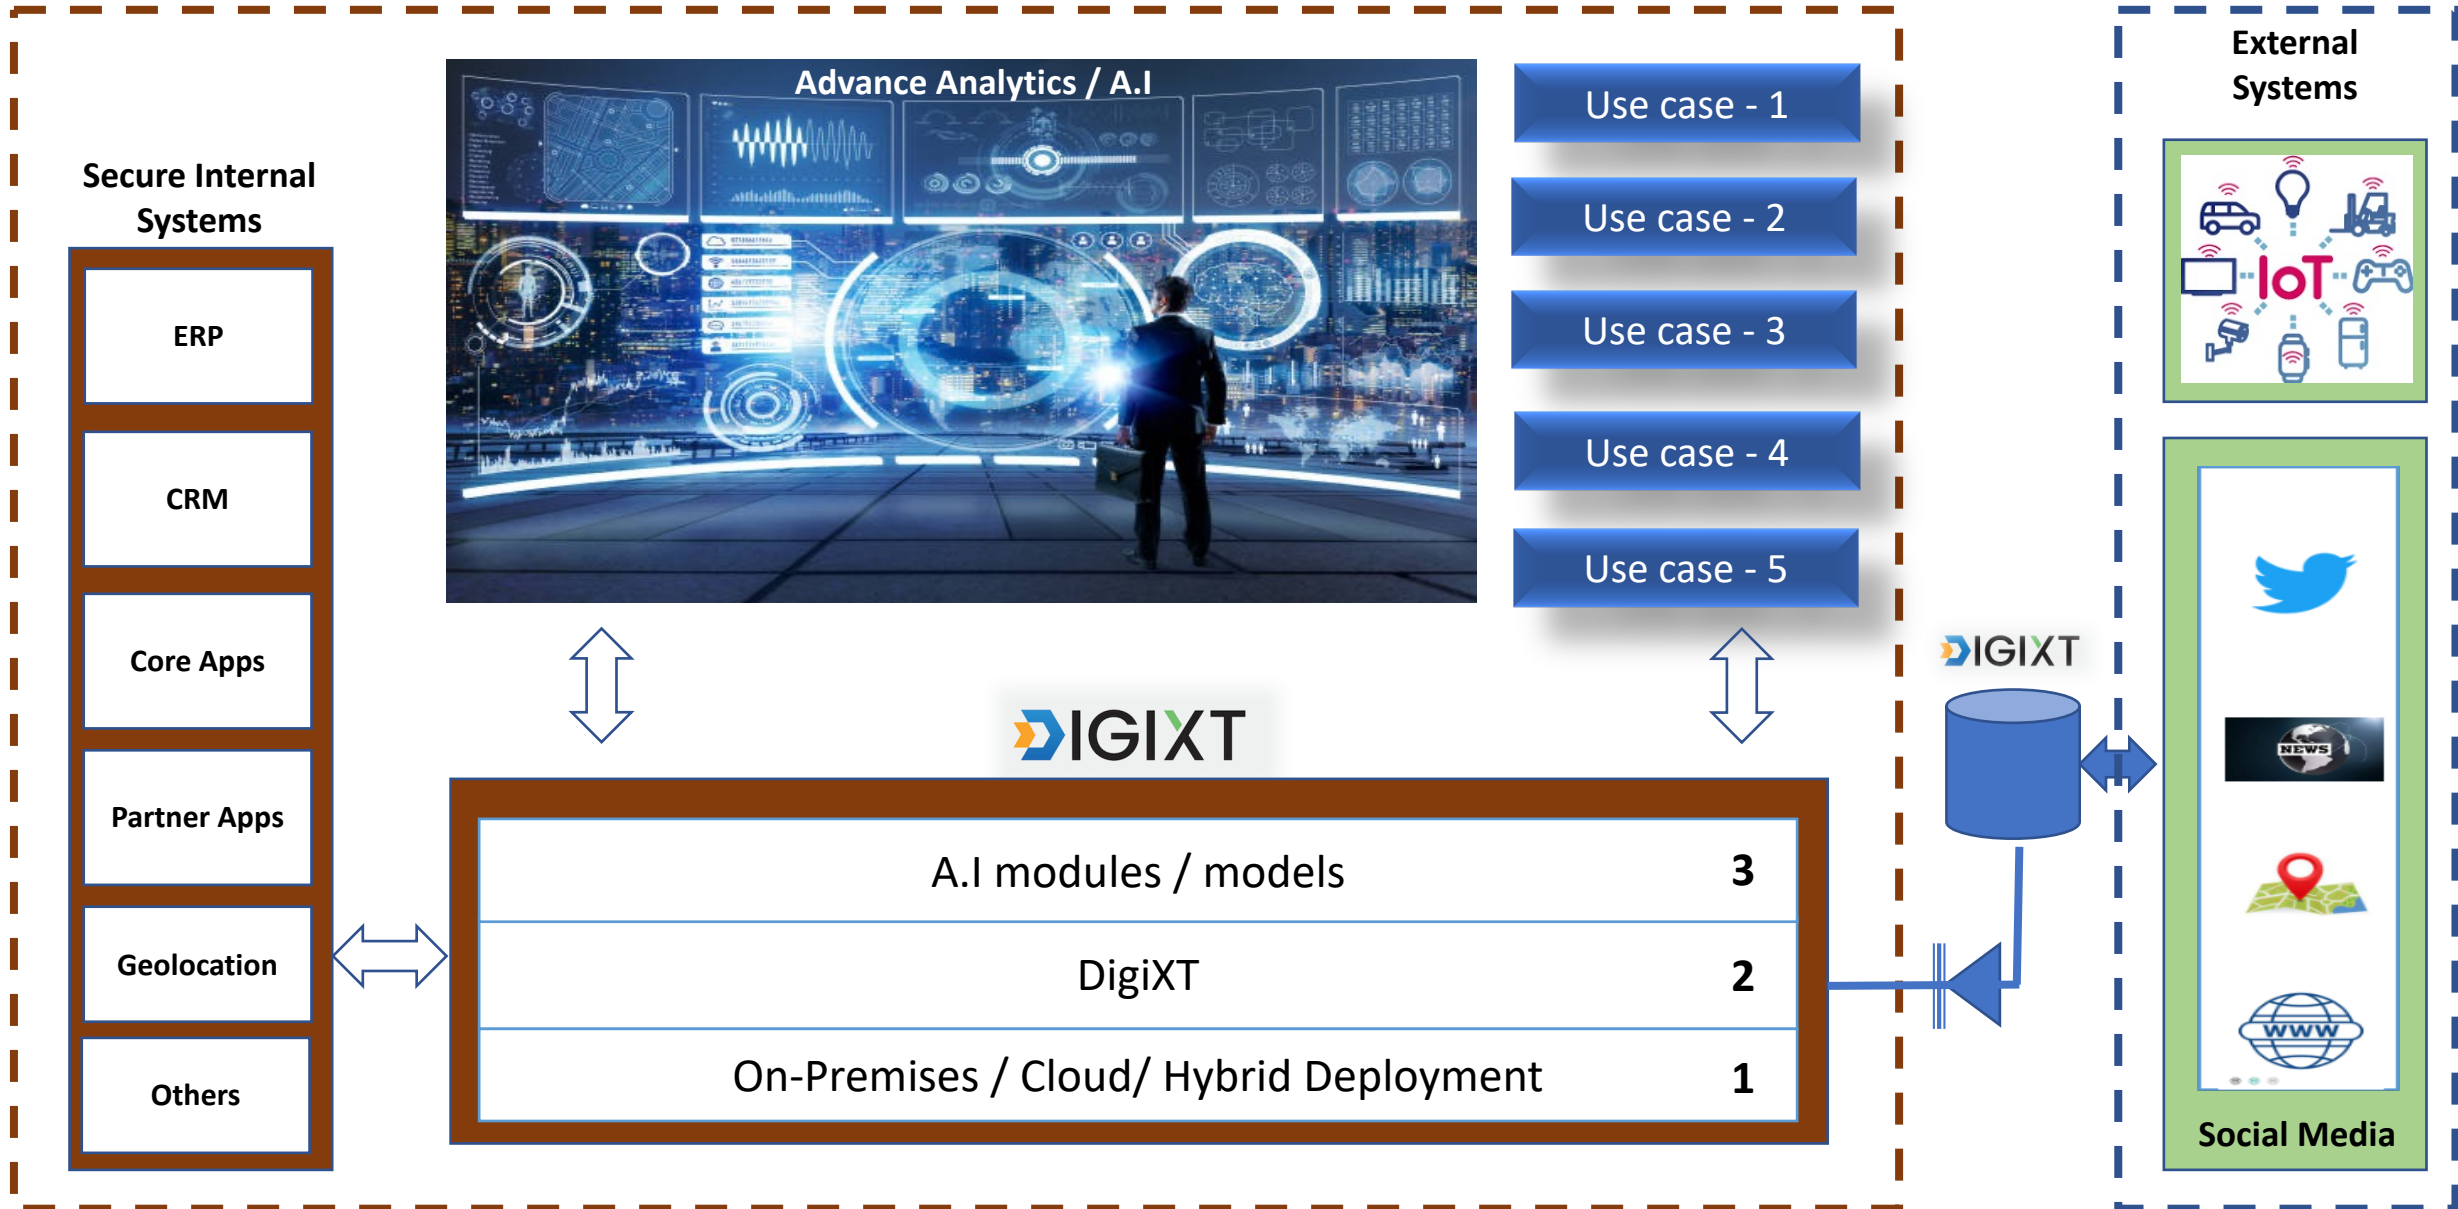 Advance Analytics / A.I
Secure Internal
Systems
ERP
CRM
Core Apps
Partner Apps
Geolocation
Others
Use case - 1
Use case - 2
Use case - 3
Use case - 4
Use case - 5
DIGIXT
A.I modules / models 3
DigiXT 2
On-Premises / Cloud/ Hybrid Deployment 1
DIGIXT
External
Systems
IoT
NEWS
WWW
Social Media